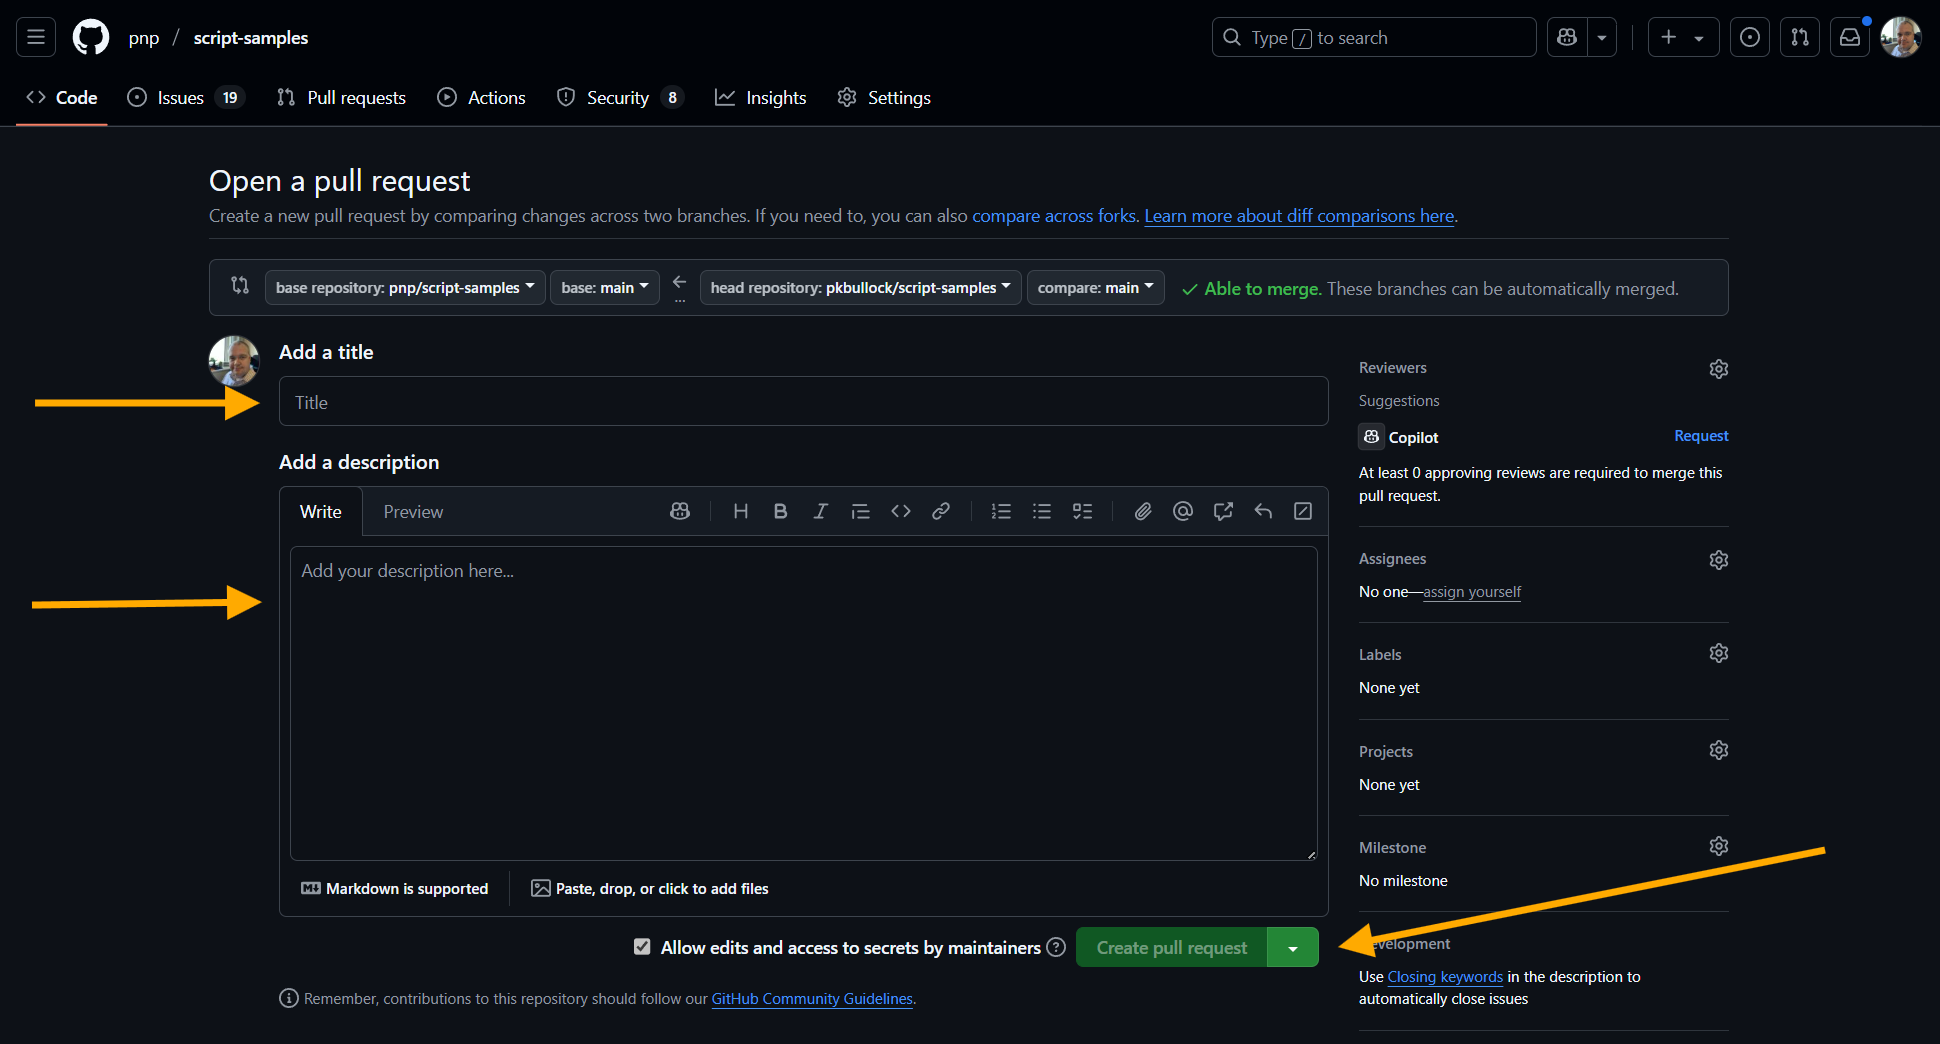 pnp / script-samples
Type / to search
Code
Issues 19
Pull requests
Actions
Security 8
Insights
Settings
Open a pull request
Create a new pull request by comparing changes across two branches. If you need to, you can also compare across forks. Learn more about diff comparisons here.
base repository: pnp/script-samples
base: main
...
head repository: pkbullock/script-samples
compare: main
Able to merge. These branches can be automatically merged.
Add a title
Title
Add a description
Write
Preview
Add your description here...
Markdown is supported
Paste, drop, or click to add files
Allow edits and access to secrets by maintainers
Create pull request
Remember, contributions to this repository should follow our GitHub Community Guidelines.
Reviewers
Suggestions
Copilot
Request
At least 0 approving reviews are required to merge this
pull request.
Assignees
No one—assign yourself
Labels
None yet
Projects
None yet
Milestone
No milestone
evelopment
Use Closing keywords in the description to
automatically close issues